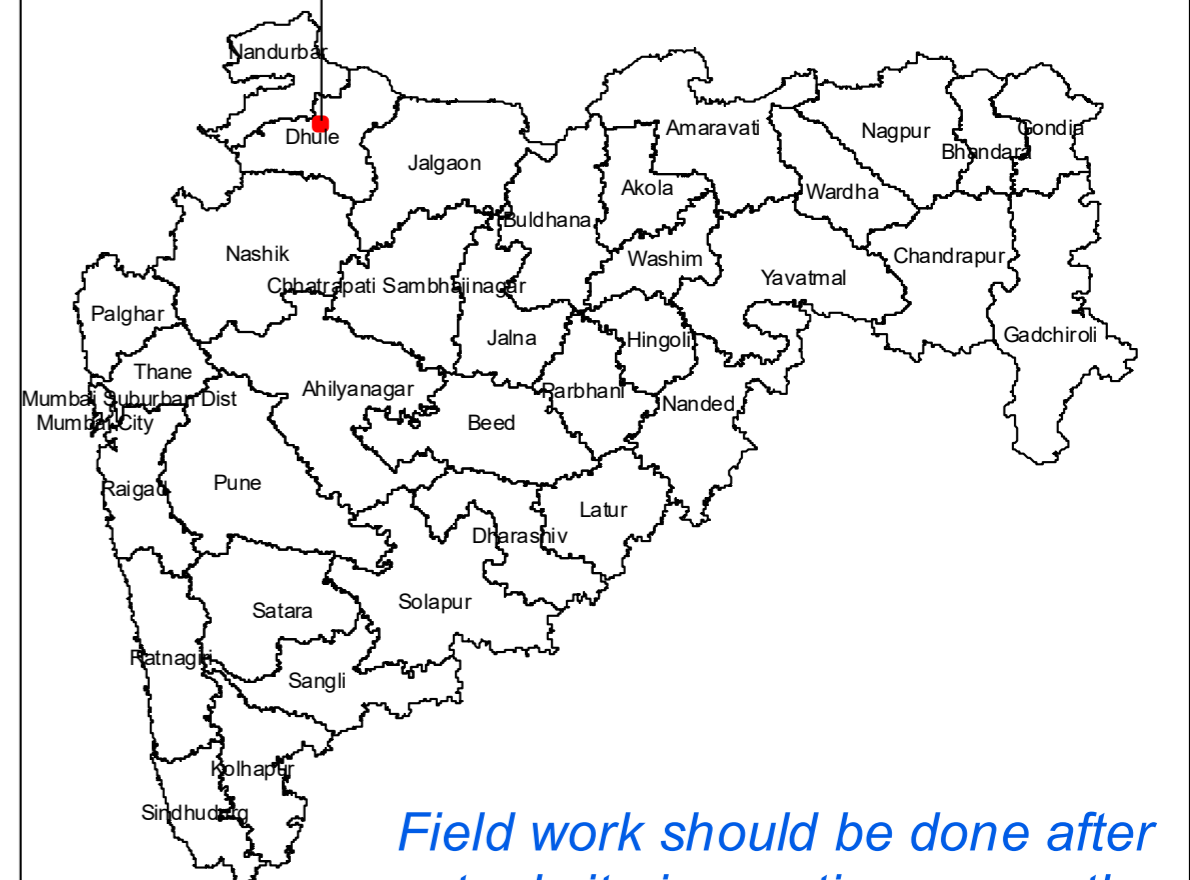 Nandurbar
Dhule
Jalgaon
Amaravati
Nagpur
Gondia
Bhandara
Akola
Wardha
Buldhana
Nashik
Washim
Chandrapur
Chhatrapati Sambhajinagar
Yavatmal
Palghar
Jalna
Hingoli
Gadchiroli
Thane
Ahilyanagar
Parbhani
Mumbai Suburban Dist
Nanded
Mumbai City
Beed
Raigad
Pune
Latur
Dharashiv
Satara
Solapur
Ratnagiri
Sangli
Kolhapur
Sindhudurg
Field work should be done after